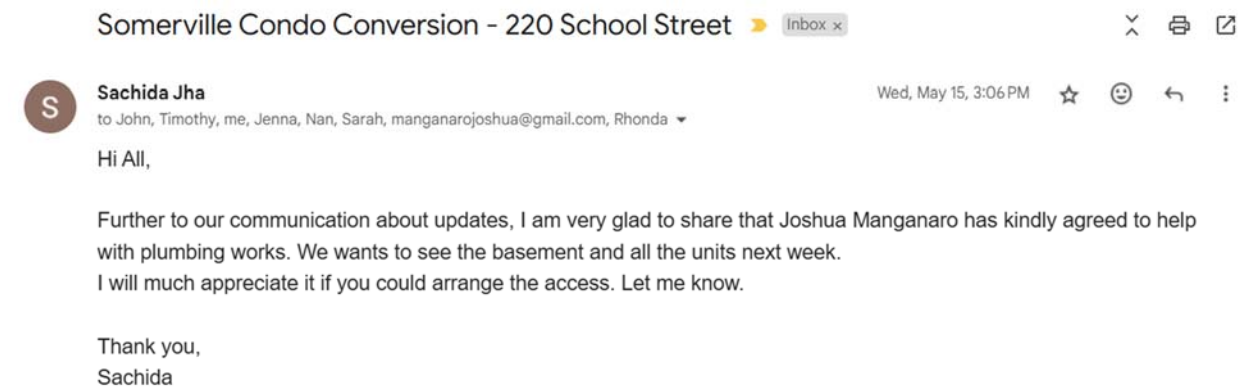 Somerville Condo Conversion - 220 School Street Inbox ×
S
Sachida Jha
Wed, May 15, 3:06 PM
to John, Timothy, me, Jenna, Nan, Sarah, manganarojoshua@gmail.com, Rhonda
Hi All,
Further to our communication about updates, I am very glad to share that Joshua Manganaro has kindly agreed to help
with plumbing works. We wants to see the basement and all the units next week.
I will much appreciate it if you could arrange the access. Let me know.
Thank you,
Sachida